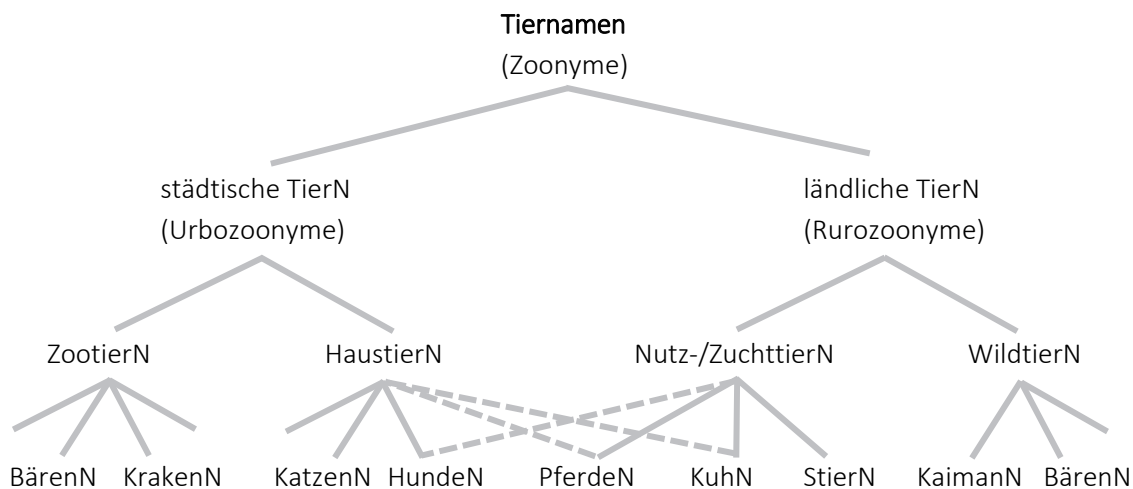 Tiernamen
(Zoonyme)
städtische TierN
ländliche TierN
(Urbozoonyme)
(Rurozoonyme)
ZootierN
HaustierN
Nutz-/ZuchttierN
WildtierN
BärenN
KrakenN
KatzenN
HundeN
PferdeN
KuhN
StierN
KaimanN
BärenN